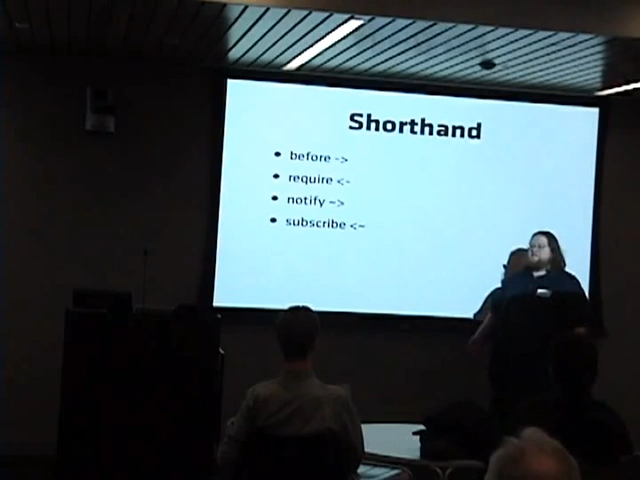 Shorthand
• before ->
• require <-
• notify ~>
• subscribe <~